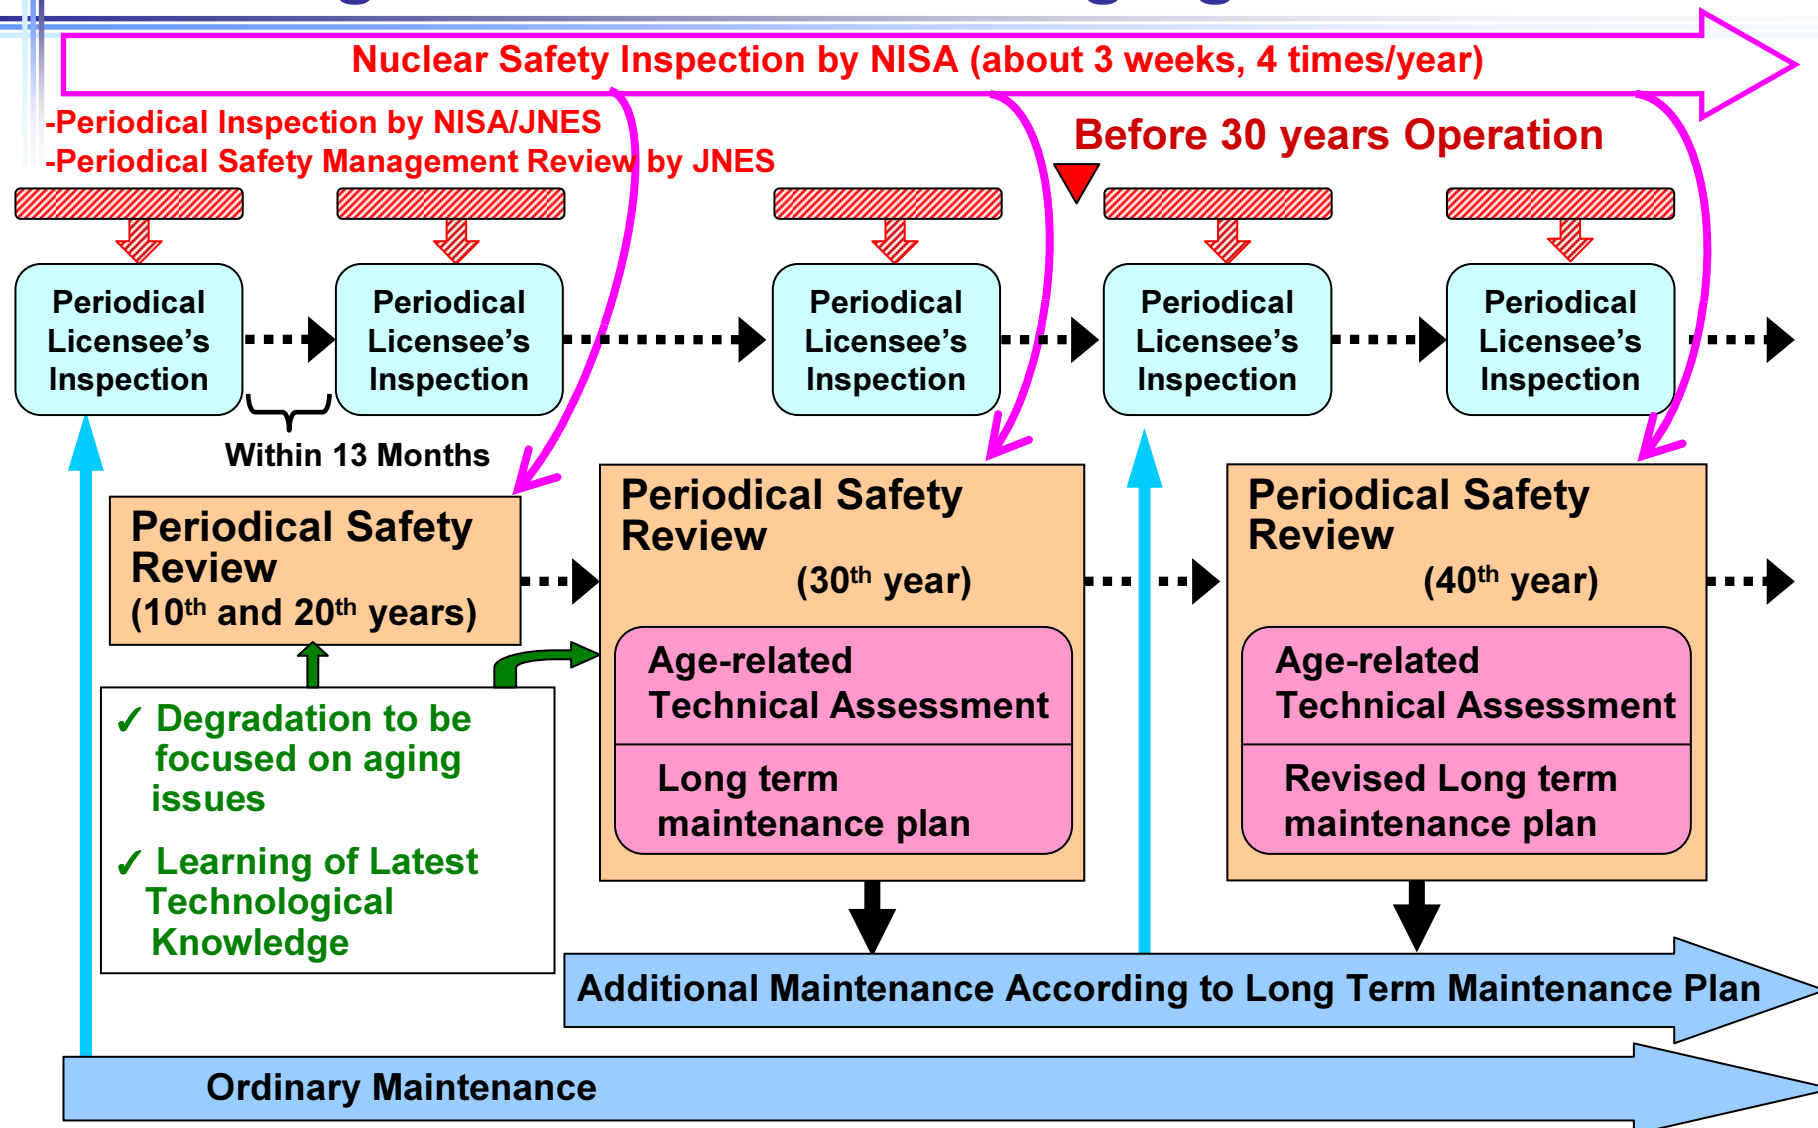 Nuclear Safety Inspection by NISA (about 3 weeks, 4 times/year)
-Periodical Inspection by NISA/JNES
-Periodical Safety Management Review by JNES
Before 30 years Operation
Periodical
Licensee’s
Inspection
Periodical
Licensee’s
Inspection
Periodical
Licensee’s
Inspection
Periodical
Licensee’s
Inspection
Periodical
Licensee’s
Inspection
Within 13 Months
Periodical Safety
Review
(10th and 20th years)
Periodical Safety
Review
(30th year)
Age-related
Technical Assessment
Long term
maintenance plan
Periodical Safety
Review
(40th year)
Age-related
Technical Assessment
Revised Long term
maintenance plan
✓ Degradation to be
focused on aging
issues
✓ Learning of Latest
Technological
Knowledge
Additional Maintenance According to Long Term Maintenance Plan
Ordinary Maintenance